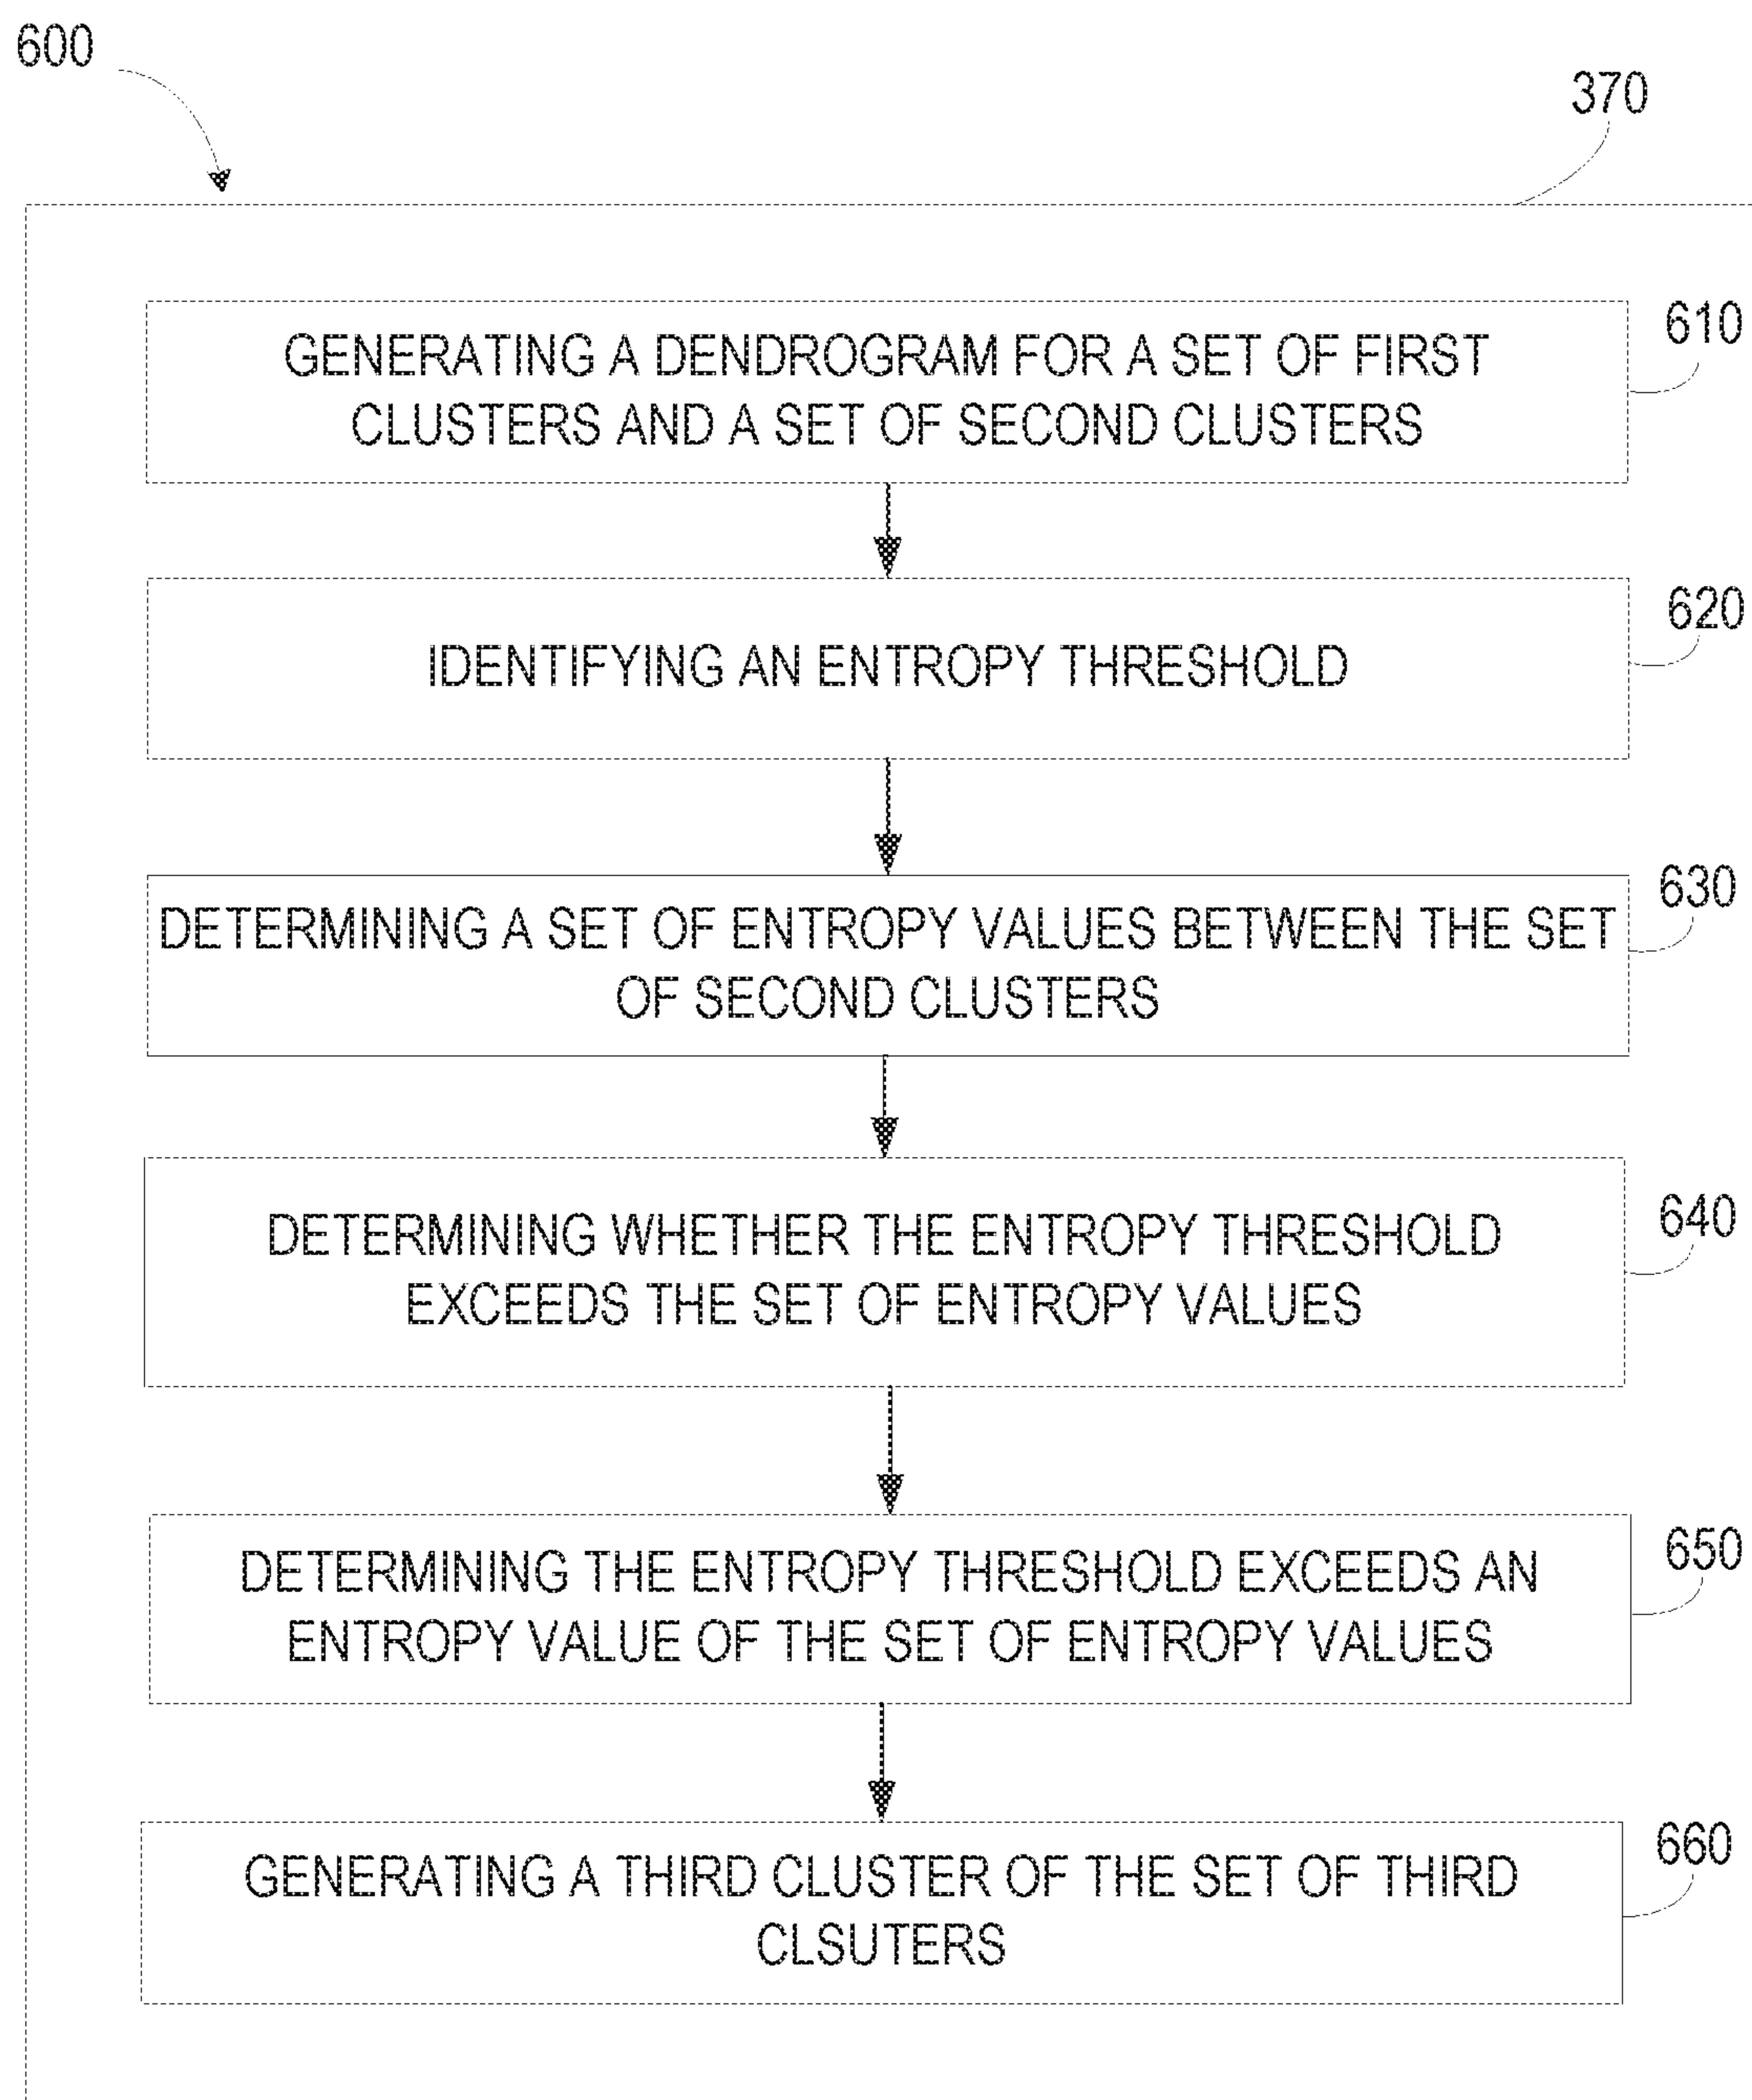 600
370
GENERATING A DENDROGRAM FOR A SET OF FIRST
CLUSTERS AND A SET OF SECOND CLUSTERS
610
IDENTIFYING AN ENTROPY THRESHOLD
620
DETERMINING A SET OF ENTROPY VALUES BETWEEN THE SET
OF SECOND CLUSTERS
630
DETERMINING WHETHER THE ENTROPY THRESHOLD
EXCEEDS THE SET OF ENTROPY VALUES
640
DETERMINING THE ENTROPY THRESHOLD EXCEEDS AN
ENTROPY VALUE OF THE SET OF ENTROPY VALUES
650
GENERATING A THIRD CLUSTER OF THE SET OF THIRD
CLSUTERS
660